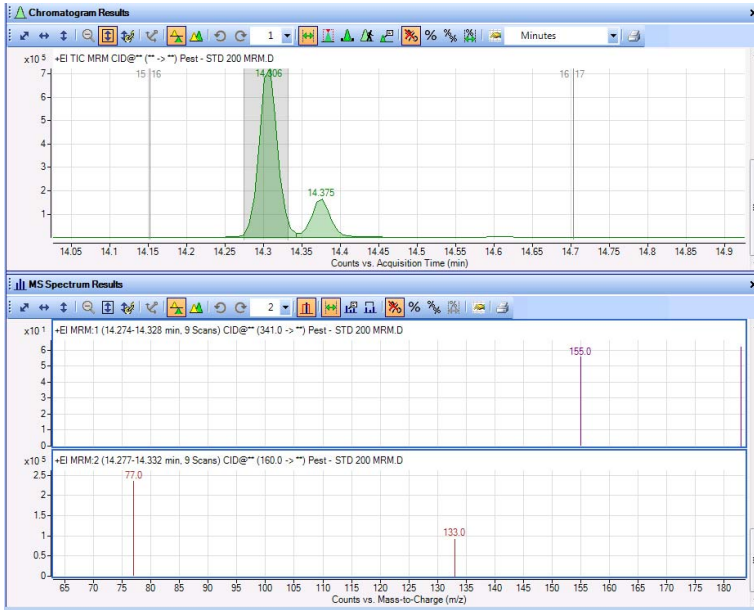 Chromatogram Results
1 % Minutes
x10 5 +EI TIC MRM CID@** (** -> **) Pest - STD 200 MRM.D
15 16 14.306 16 17
7
6
5
4
3
2
1
14.375
14.05 14.1 14.15 14.2 14.25 14.3 14.35 14.4 14.45 14.5 14.55 14.6 14.65 14.7 14.75 14.8 14.85 14.9
Counts vs. Acquisition Time (min)
MS Spectrum Results
2 %
x10 1 +EI MRM:1 (14.274-14.328 min, 9 Scans) CID@** (341.0 -> **) Pest - STD 200 MRM.D
6
5
4
3
2
1
0
155.0
x10 5 +EI MRM:2 (14.277-14.332 min, 9 Scans) CID@** (160.0 -> **) Pest - STD 200 MRM.D
2.5
2
1.5
1
0.5
0
77.0
133.0
65 70 75 80 85 90 95 100 105 110 115 120 125 130 135 140 145 150 155 160 165 170 175 180
Counts vs. Mass-to-Charge (m/z)